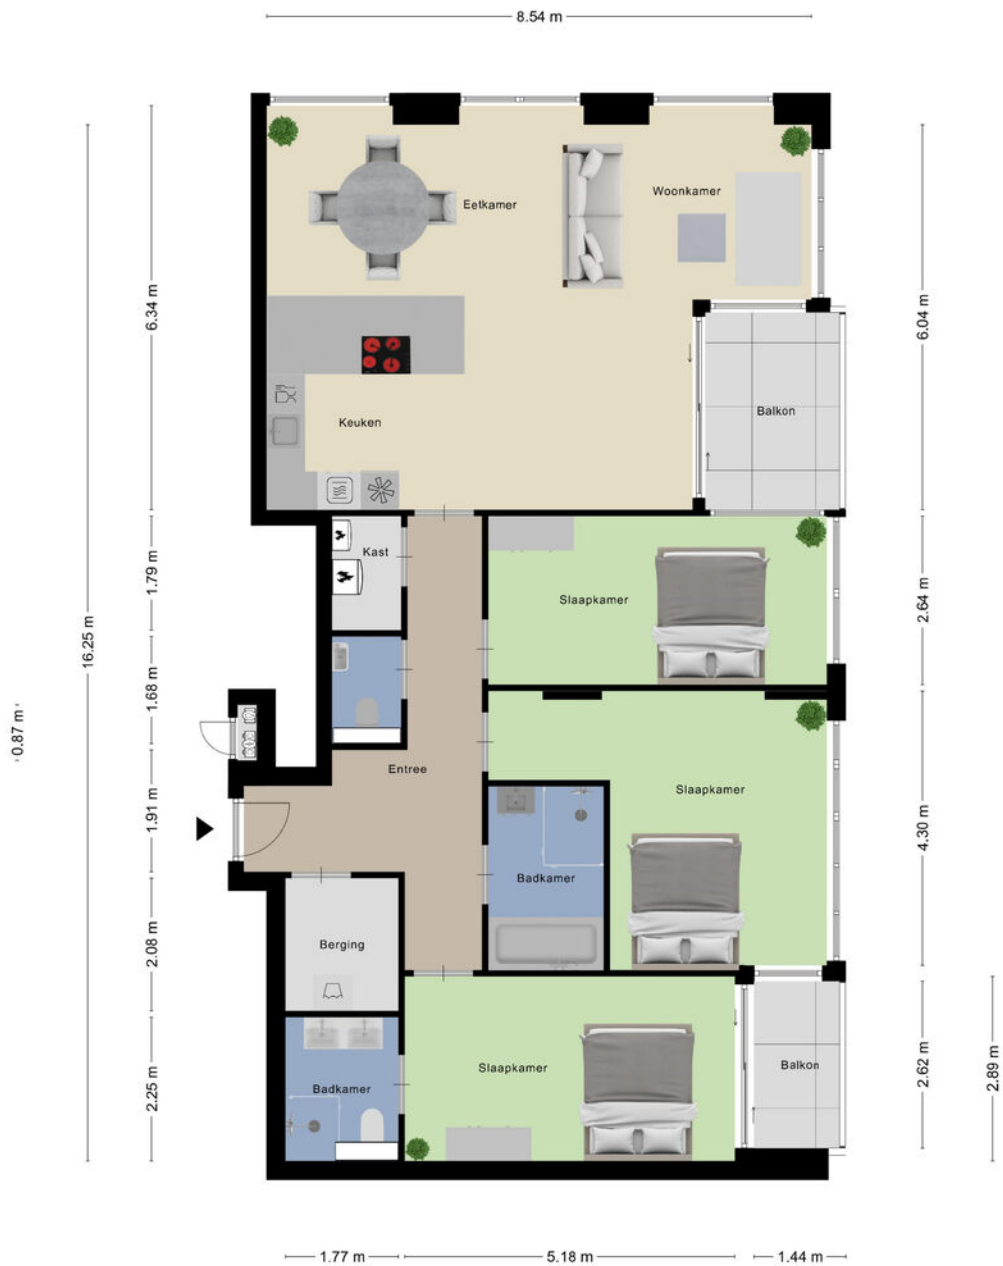 8.54 m
6.34 m
16.25 m
1.79 m
1.68 m
0.87 m
1.91 m
2.08 m
2.25 m
Eetkamer
Woonkamer
Keuken
Balkon
Kast
Slaapkamer
Entree
Slaapkamer
Badkamer
Berging
Badkamer
Slaapkamer
Balkon
6.04 m
2.64 m
4.30 m
2.62 m
2.89 m
1.77 m
5.18 m
1.44 m